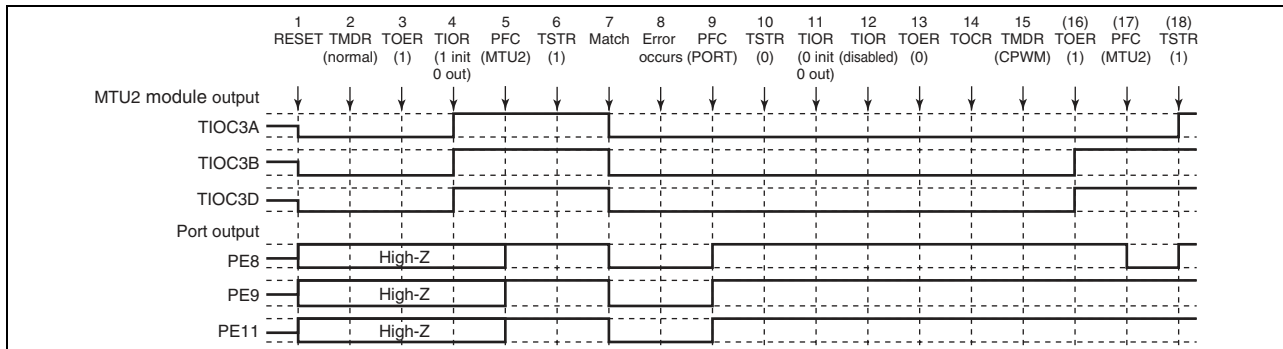 1 2 3 4 5 6 7 8 9 10 11 12 13 14 15 (16) (17) (18)
RESET TMDR TOER TIOR PFC TSTR Match Error PFC TSTR TIOR TIOR TOER TOCR TMDR TOER PFC TSTR
(normal) (1) (1 init (MTU2) (1) occurs (PORT) (0) (0 init (disabled) (0) (CPWM) (1) (MTU2) (1)
0 out) 0 out)
MTU2 module output
TIOC3A
TIOC3B
TIOC3D
Port output
PE8 High-Z
PE9 High-Z
PE11 High-Z